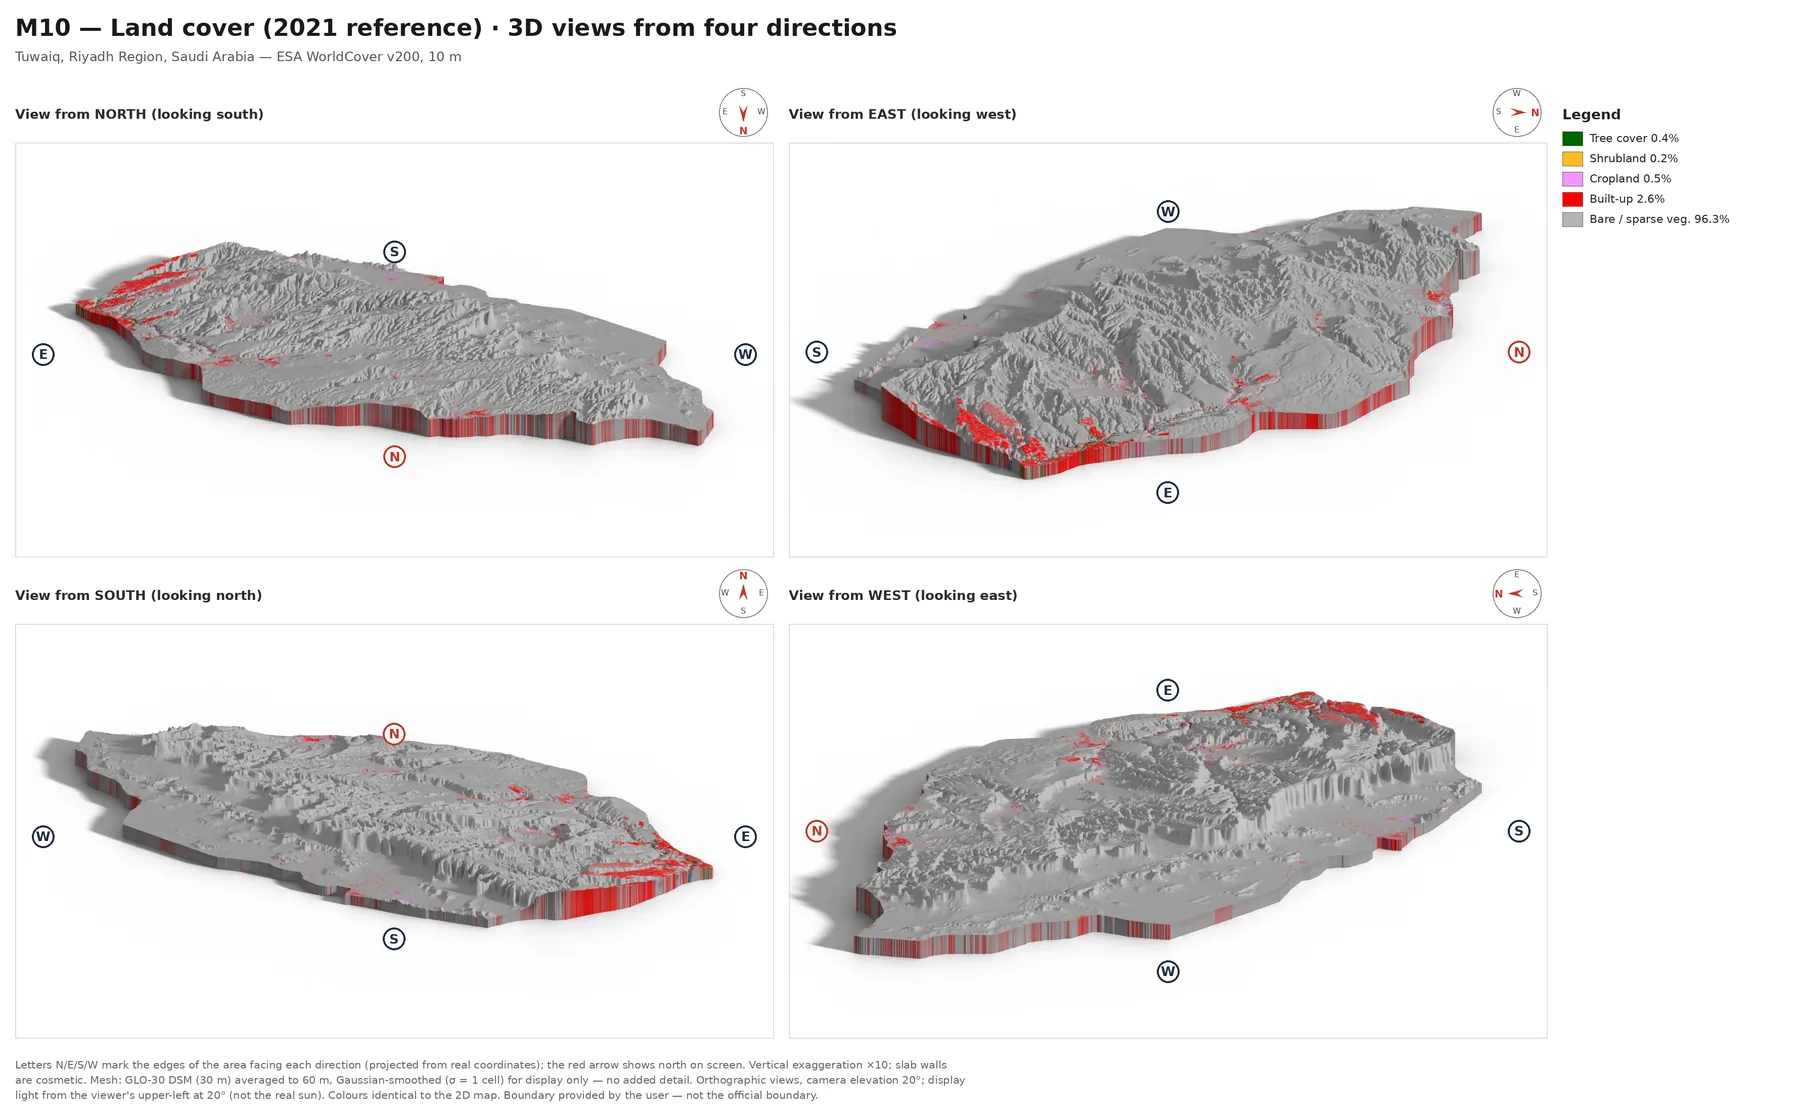 M10 — Land cover (2021 reference) · 3D views from four directions
Tuwaiq, Riyadh Region, Saudi Arabia — ESA WorldCover v200, 10 m
View from NORTH (looking south)
S
E
W
N
S
E
W
N
View from EAST (looking west)
W
S
N
E
W
S
N
E
Legend
Tree cover 0.4%
Shrubland 0.2%
Cropland 0.5%
Built-up 2.6%
Bare / sparse veg. 96.3%
View from SOUTH (looking north)
N
W
E
S
N
W
E
S
View from WEST (looking east)
E
N
S
W
E
N
S
W
Letters N/E/S/W mark the edges of the area facing each direction (projected from real coordinates); the red arrow shows north on screen. Vertical exaggeration ×10; slab walls
are cosmetic. Mesh: GLO-30 DSM (30 m) averaged to 60 m, Gaussian-smoothed (σ = 1 cell) for display only — no added detail. Orthographic views, camera elevation 20°; display
light from the viewer's upper-left at 20° (not the real sun). Colours identical to the 2D map. Boundary provided by the user — not the official boundary.